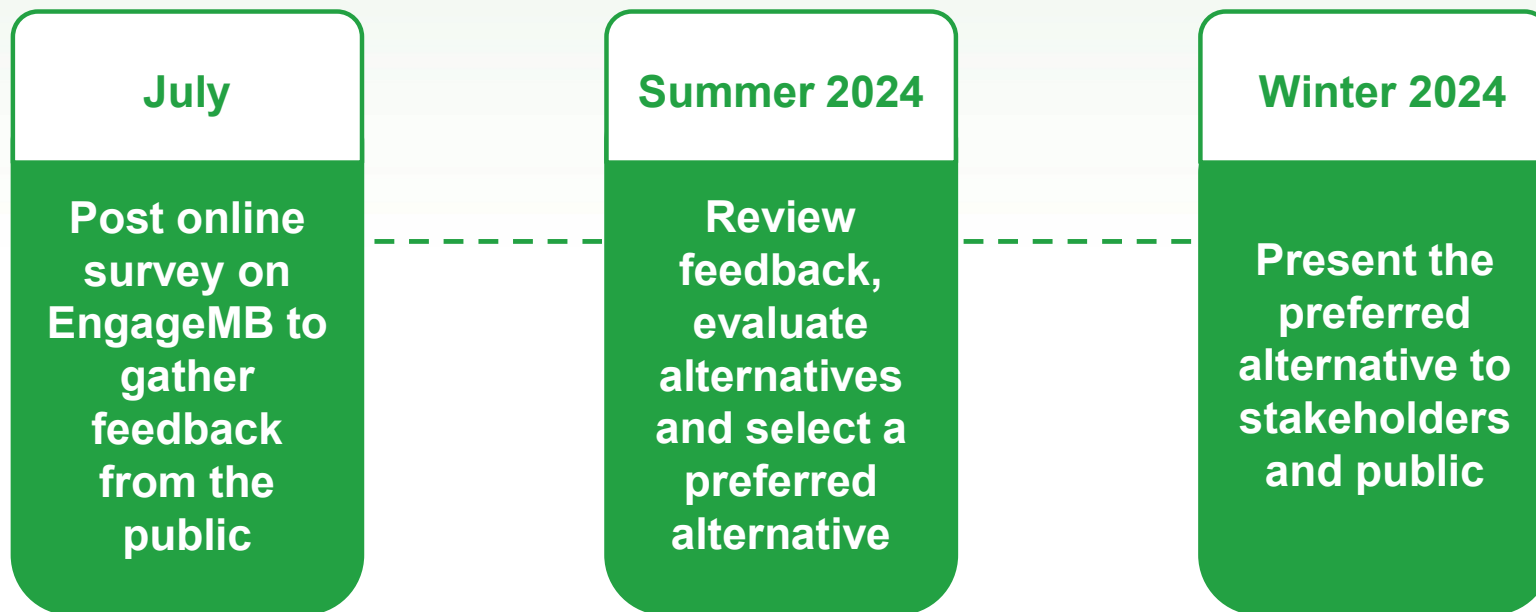 July
Post online
survey on
EngageMB to
gather
feedback
from the
public
Summer 2024
Review
feedback,
evaluate
alternatives
and select a
preferred
alternative
Winter 2024
Present the
preferred
alternative to
stakeholders
and public